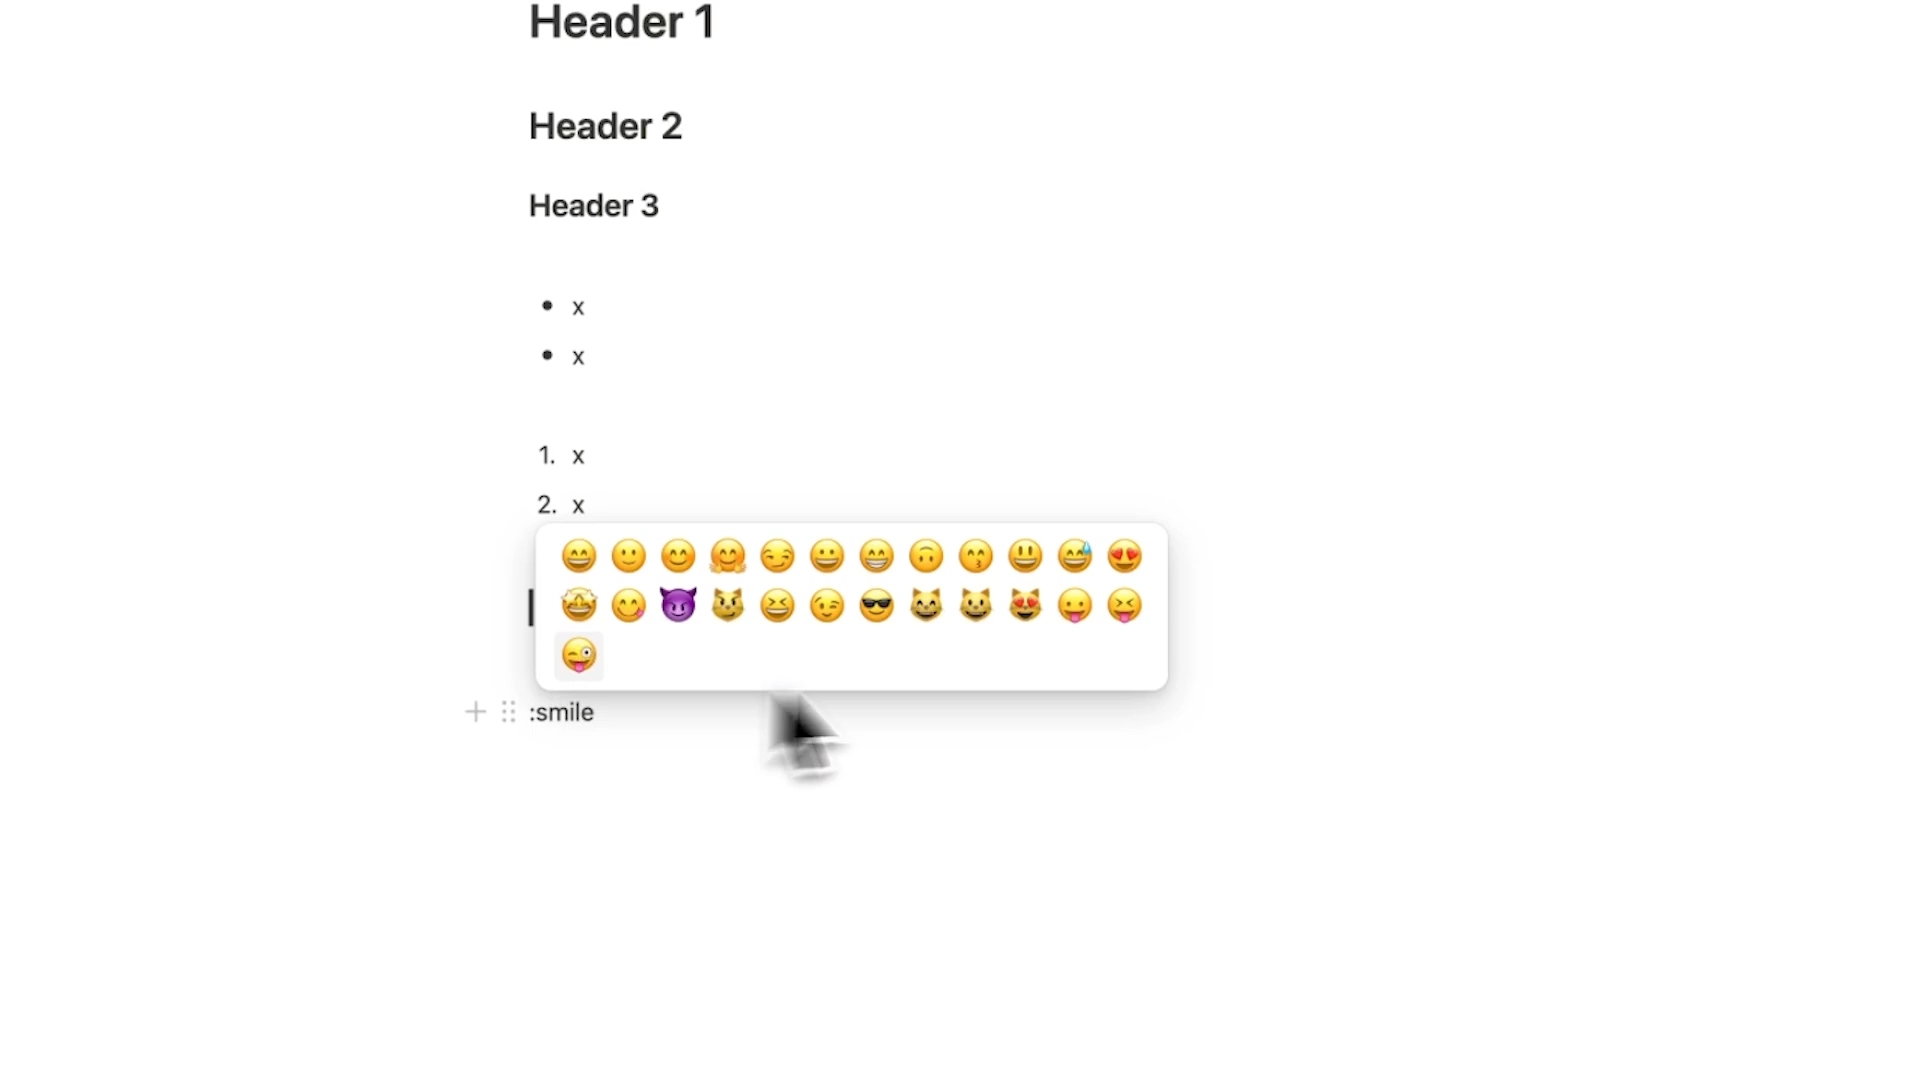 Header 1
Header 2
Header 3
• x
• x
1. x
2. x
:smile